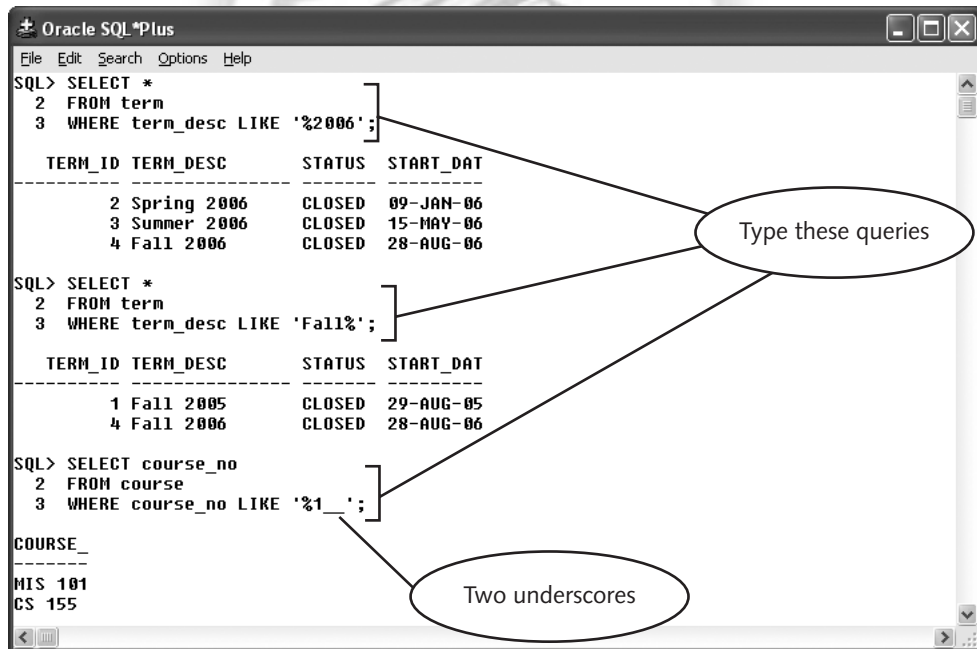 Oracle SQL*Plus
File Edit Search Options Help
SQL> SELECT *
  2  FROM term
  3  WHERE term_desc LIKE '%2006';
   TERM_ID TERM_DESC       STATUS  START_DAT
---------- --------------- ------- ---------
         2 Spring 2006     CLOSED  09-JAN-06
         3 Summer 2006     CLOSED  15-MAY-06
         4 Fall 2006       CLOSED  28-AUG-06
Type these queries
SQL> SELECT *
  2  FROM term
  3  WHERE term_desc LIKE 'Fall%';
   TERM_ID TERM_DESC       STATUS  START_DAT
---------- --------------- ------- ---------
         1 Fall 2005       CLOSED  29-AUG-05
         4 Fall 2006       CLOSED  28-AUG-06
SQL> SELECT course_no
  2  FROM course
  3  WHERE course_no LIKE '%1__';
COURSE_
-------
MIS 101
CS 155
Two underscores